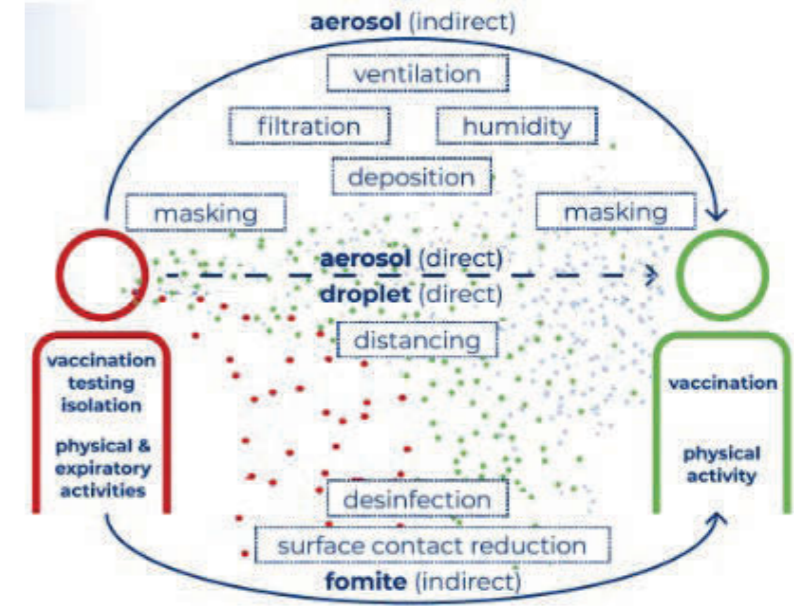 aerosol (indirect)
ventilation
filtration
humidity
deposition
masking
masking
aerosol (direct)
droplet (direct)
distancing
vaccination
testing
isolation
physical &
expiratory
activities
vaccination
physical
activity
desinfection
surface contact reduction
fomite (indirect)